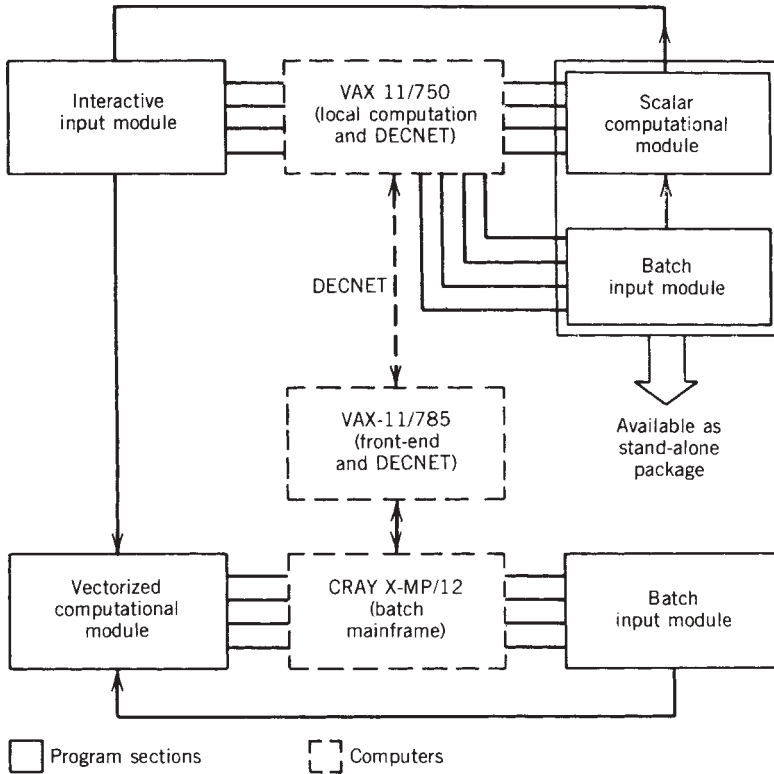 Interactive
input module
VAX 11/750
(local computation
and DECNET)
Scalar
computational
module
Batch
input module
DECNET
VAX-11/785
(front-end
and DECNET)
Available as
stand-alone
package
Vectorized
computational
module
CRAY X-MP/12
(batch
mainframe)
Batch
input module
Program sections
Computers